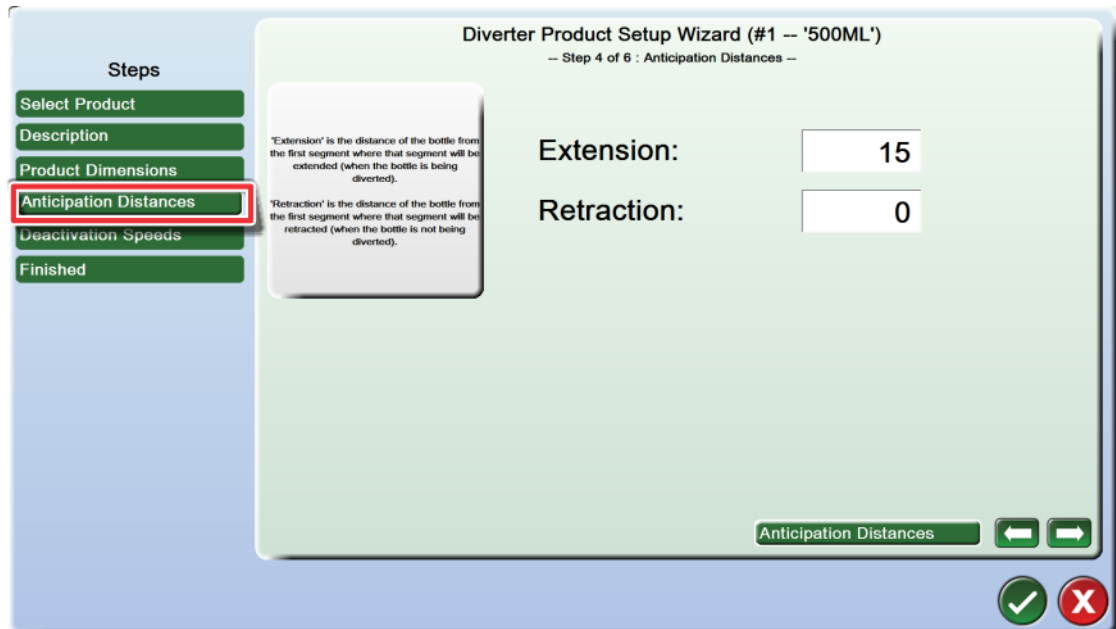 Diverter Product Setup Wizard (#1 -- '500ML')
-- Step 4 of 6 : Anticipation Distances --
Steps
Select Product
Description
Product Dimensions
Anticipation Distances
Deactivation Speeds
Finished
'Extension' is the distance of the bottle from
the first segment where that segment will be
extended (when the bottle is being
diverted).
'Retraction' is the distance of the bottle from
the first segment where that segment will be
retracted (when the bottle is not being
diverted).
Extension: 15
Retraction: 0
Anticipation Distances
X